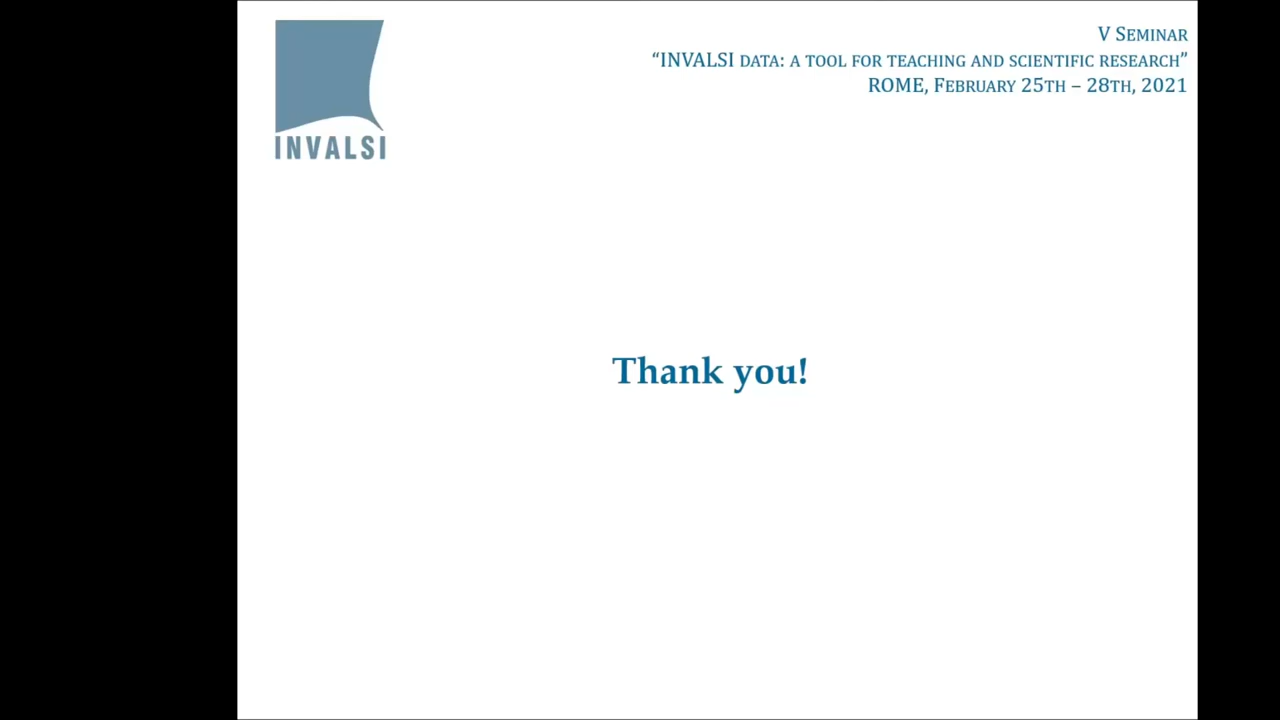 INVALSI
V SEMINAR
“INVALSI DATA: A TOOL FOR TEACHING AND SCIENTIFIC RESEARCH”
ROME, FEBRUARY 25TH – 28TH, 2021
Thank you!